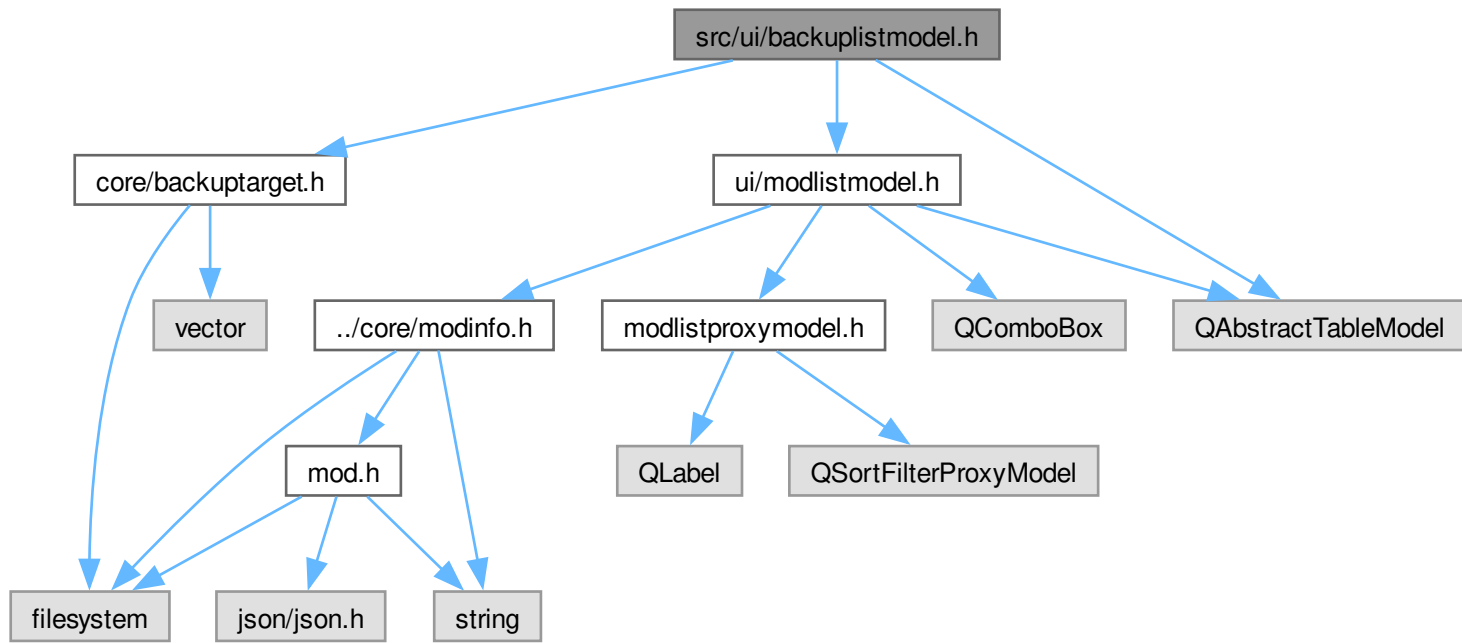 src/ui/backuplistmodel.h
core/backuptarget.h
ui/modlistmodel.h
vector
../core/modinfo.h
modlistproxymodel.h
QComboBox
QAbstractTableModel
mod.h
QLabel
QSortFilterProxyModel
filesystem
json/json.h
string